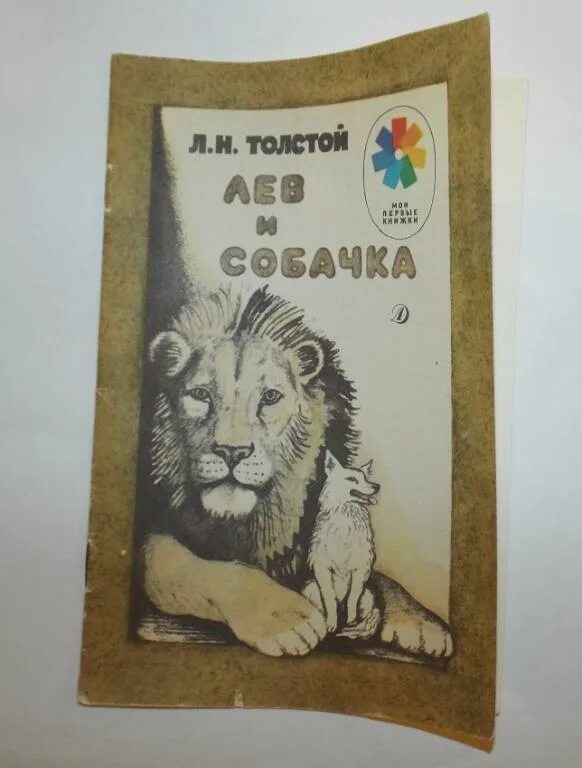 Л.Н. ТОЛСТОЙ
ЛЕВ
И
СОБАЧКА
МОИ
ПЕРВЫЕ
КНИЖКИ
Д